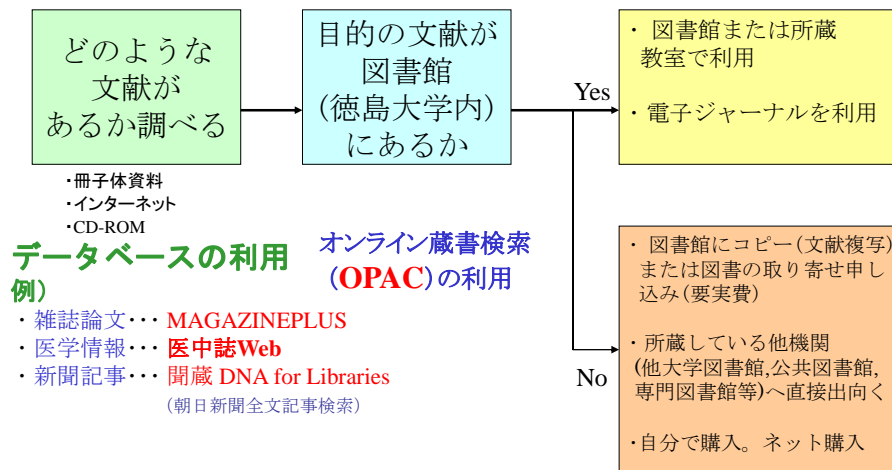 どのような
文献が
あるか調べる
・冊子体資料
・インターネット
・CD-ROM
データベースの利用
例）
・雑誌論文・・・ MAGAZINEPLUS
・医学情報・・・ 医中誌Web
・新聞記事・・・ 聞蔵 DNA for Libraries
（朝日新聞全文記事検索）
目的の文献が
図書館
(徳島大学内)
にあるか
オンライン蔵書検索
（OPAC）の利用
Yes
・ 図書館または所蔵
教室で利用
・電子ジャーナルを利用
No
・ 図書館にコピー(文献複写)
または図書の取り寄せ申し
込み(要実費)
・所蔵している他機関
(他大学図書館,公共図書館,
専門図書館等)へ直接出向く
・自分で購入。ネット購入